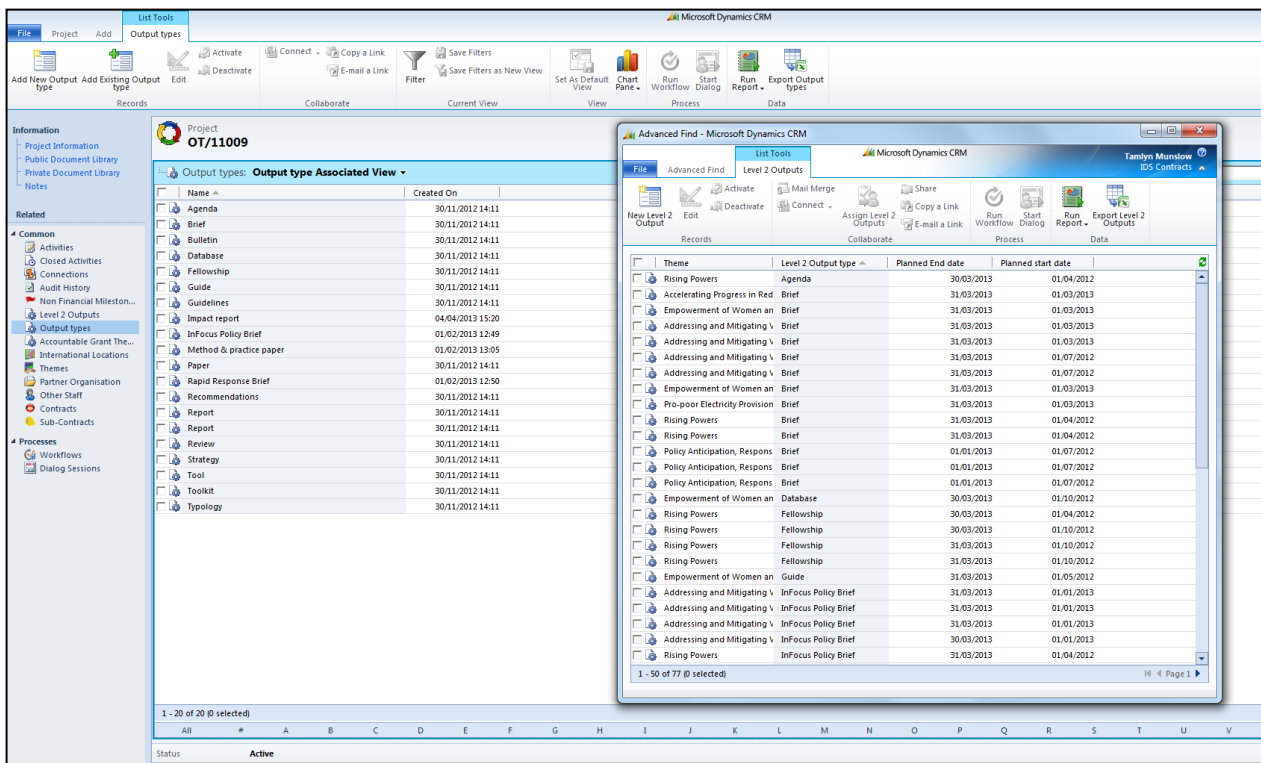 List Tools
Microsoft Dynamics CRM
File Project Add Output types
Add New Output type
Add Existing Output type
Edit
Activate
Deactivate
Records
Connect
Copy a Link
E-mail a Link
Collaborate
Filter
Save Filters
Save Filters as New View
Current View
Set As Default View
Chart Pane
View
Run Workflow
Start Dialog
Process
Run Report
Export Output types
Data
Information
Project Information
Public Document Library
Private Document Library
Notes
Related
Common
Activities
Closed Activities
Connections
Audit History
Non Financial Mileston...
Level 2 Outputs
Output types
Accountable Grant The...
International Locations
Themes
Partner Organisation
Other Staff
Contracts
Sub-Contracts
Processes
Workflows
Dialog Sessions
Project
OT/11009
Output types: Output type Associated View
Name Created On
Agenda 30/11/2012 14:11
Brief 30/11/2012 14:11
Bulletin 30/11/2012 14:11
Database 30/11/2012 14:11
Fellowship 30/11/2012 14:11
Guide 30/11/2012 14:11
Guidelines 30/11/2012 14:11
Impact report 04/04/2013 15:20
InFocus Policy Brief 01/02/2013 12:49
Method & practice paper 01/02/2013 13:05
Paper 30/11/2012 14:11
Rapid Response Brief 01/02/2013 12:50
Recommendations 30/11/2012 14:11
Report 30/11/2012 14:11
Report 30/11/2012 14:11
Review 30/11/2012 14:11
Strategy 30/11/2012 14:11
Tool 30/11/2012 14:11
Toolkit 30/11/2012 14:11
Typology 30/11/2012 14:11
1 - 20 of 20 (0 selected)
All # A B C D E F G H I J K L M N O P Q R S T U V
Status Active
Advanced Find - Microsoft Dynamics CRM
List Tools
Microsoft Dynamics CRM
Tamlyn Munslow
IDS Contracts
File Advanced Find Level 2 Outputs
New Level 2 Output
Edit
Activate
Deactivate
Records
Mail Merge
Connect
Assign Level 2 Outputs
Share
Copy a Link
E-mail a Link
Collaborate
Run Workflow
Start Dialog
Process
Run Report
Export Level 2 Outputs
Data
Theme Level 2 Output type Planned End date Planned start date
Rising Powers Agenda 30/03/2013 01/04/2012
Accelerating Progress in Red Brief 31/03/2013 01/03/2013
Empowerment of Women an Brief 31/03/2013 01/03/2013
Addressing and Mitigating V Brief 31/03/2013 01/03/2013
Addressing and Mitigating V Brief 31/03/2013 01/03/2013
Addressing and Mitigating V Brief 31/03/2013 01/07/2012
Addressing and Mitigating V Brief 31/03/2013 01/07/2012
Empowerment of Women an Brief 31/03/2013 01/03/2013
Pro-poor Electricity Provision Brief 31/03/2013 01/03/2013
Rising Powers Brief 31/03/2013 01/04/2012
Rising Powers Brief 31/03/2013 01/04/2012
Policy Anticipation, Respons Brief 01/01/2013 01/07/2012
Policy Anticipation, Respons Brief 01/01/2013 01/07/2012
Policy Anticipation, Respons Brief 01/01/2013 01/07/2012
Empowerment of Women an Database 30/03/2013 01/10/2012
Rising Powers Fellowship 30/03/2013 01/04/2012
Rising Powers Fellowship 30/03/2013 01/10/2012
Rising Powers Fellowship 31/03/2013 01/10/2012
Rising Powers Fellowship 31/03/2013 01/10/2012
Empowerment of Women an Guide 31/03/2013 01/05/2012
Addressing and Mitigating V InFocus Policy Brief 31/03/2013 01/01/2013
Addressing and Mitigating V InFocus Policy Brief 31/03/2013 01/01/2013
Addressing and Mitigating V InFocus Policy Brief 31/03/2013 01/01/2013
Addressing and Mitigating V InFocus Policy Brief 30/03/2013 01/01/2013
Rising Powers InFocus Policy Brief 31/03/2013 01/04/2012
1 - 50 of 77 (0 selected) Page 1